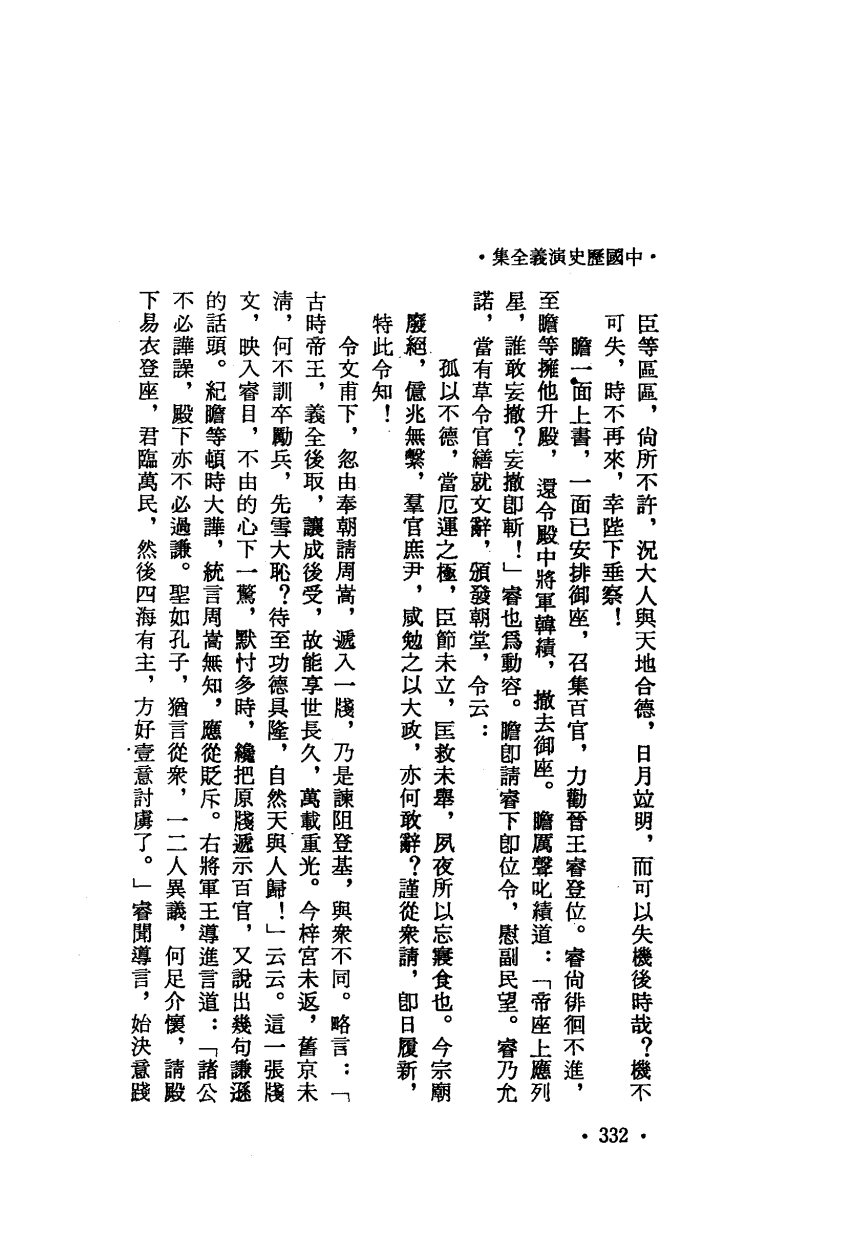 ·中國歷史演義全集·
臣等區區，尙所不許，況大人與天地合德，日月竝明，而可以失機後時哉？機不
可失，時不再來，幸陛下垂察！
瞻一面上書，一面已安排御座，召集百官，力勸晉王睿登位。睿尙徘徊不進，
至瞻等擁他升殿，還令殿中將軍韓績，撤去御座。瞻厲聲叱績道：「帝座上應列
星，誰敢妄撤？妄撤卽斬！」睿也爲動容。瞻卽請睿下卽位令，慰副民望。睿乃允
諾，當有草令官繕就文辭，頒發朝堂，令云：
孤以不德，當厄運之極，臣節未立，匡救未舉，夙夜所以忘寢食也。今宗廟
廢絕，億兆無繫，羣官庶尹，咸勉之以大政，亦何敢辭？謹從衆請，卽日履新，
特此令知！
令文甫下，忽由奉朝請周嵩，遞入一牋，乃是諫阻登基，與衆不同。略言：「
古時帝王，義全後取，讓成後受，故能享世長久，萬載重光。今梓宮未返，舊京未
淸，何不訓卒勵兵，先雪大恥？待至功德具隆，自然天與人歸！」云云。這一張牋
文，映入睿目，不由的心下一驚，默忖多時，纔把原牋遞示百官，又說出幾句謙遜
的話頭。紀瞻等頓時大譁，統言周嵩無知，應從貶斥。右將軍王導進言道：「諸公
不必譁譟，殿下亦不必過謙。聖如孔子，猶言從衆，一二人異議，何足介懷，請殿
下易衣登座，君臨萬民，然後四海有主，方好壹意討虜了。」睿聞導言，始決意踐
·332·